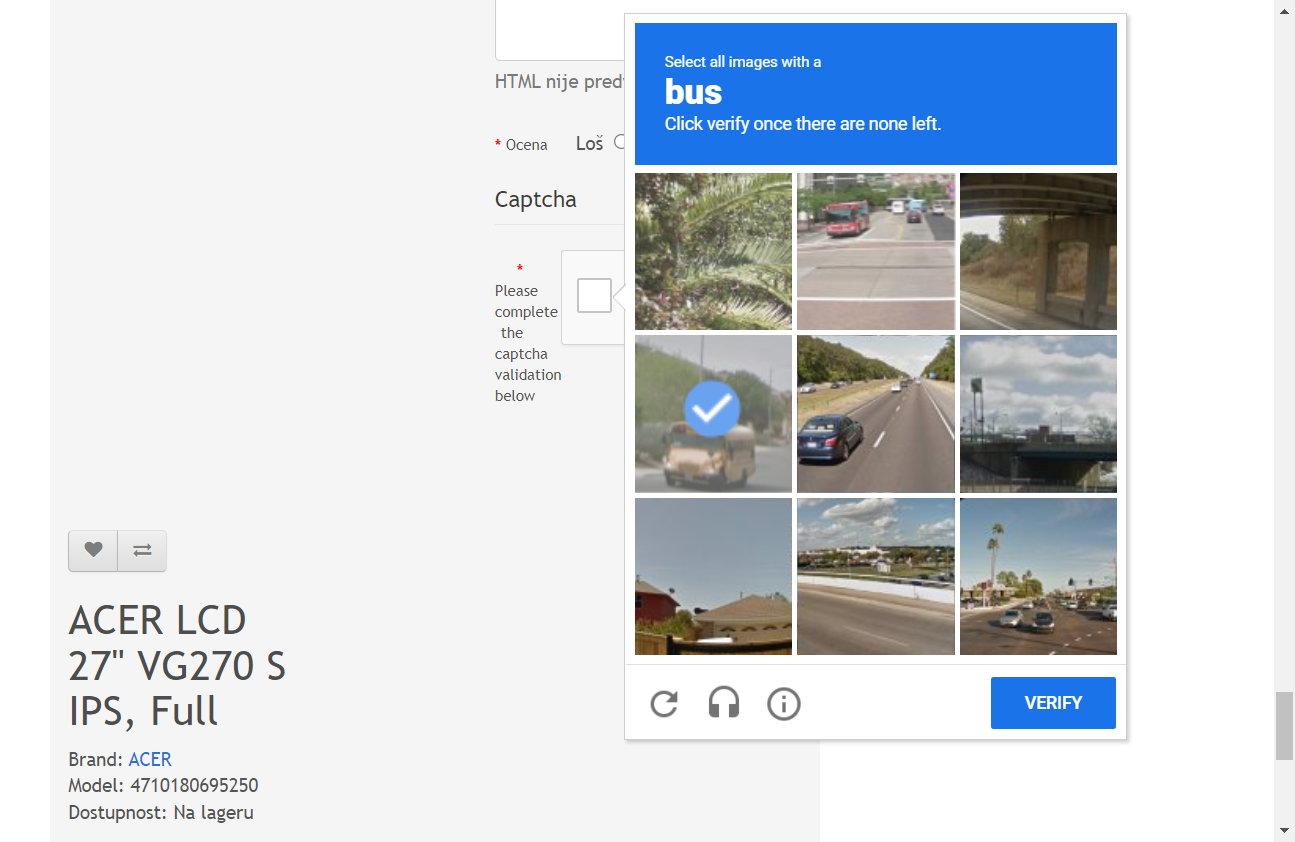 HTML nije pred
* Ocena Loš
Captcha
*
Please
complete
the
captcha
validation
below
Select all images with a
bus
Click verify once there are none left.
VERIFY
ACER LCD
27" VG270 S
IPS, Full
Brand: ACER
Model: 4710180695250
Dostupnost: Na lageru